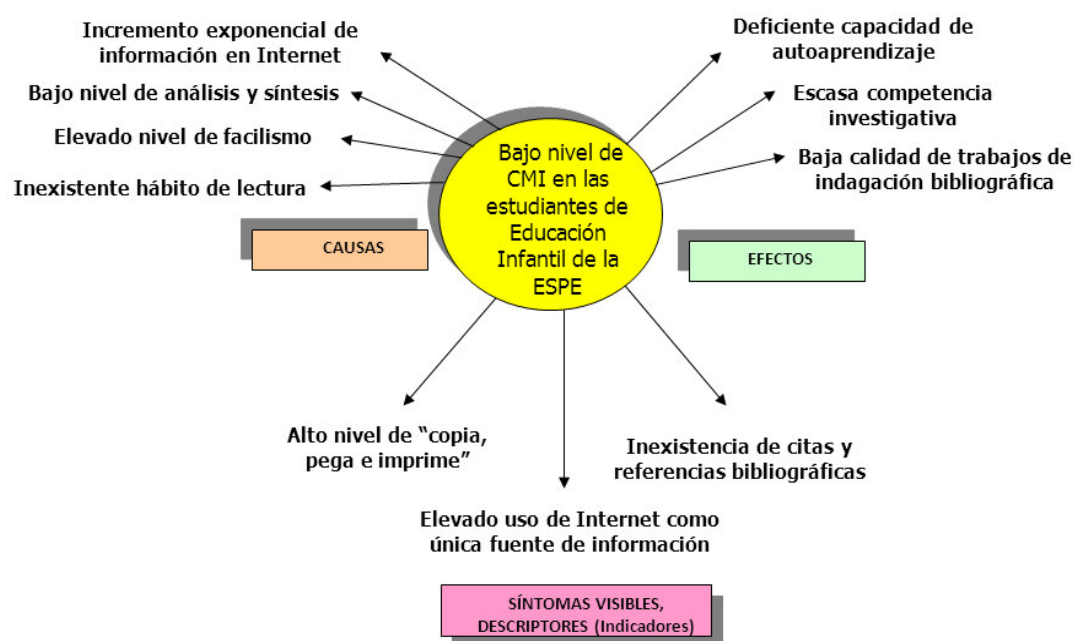 Incremento exponencial de
información en Internet
Bajo nivel de análisis y síntesis
Elevado nivel de facilismo
Inexistente hábito de lectura
CAUSAS
Bajo nivel de
CMI en las
estudiantes de
Educación
Infantil de la
ESPE
Deficiente capacidad de
autoaprendizaje
Escasa competencia
investigativa
Baja calidad de trabajos de
indagación bibliográfica
EFECTOS
Alto nivel de “copia,
pega e imprime”
Elevado uso de Internet como
única fuente de información
Inexistencia de citas y
referencias bibliográficas
SÍNTOMAS VISIBLES,
DESCRIPTORES (Indicadores)